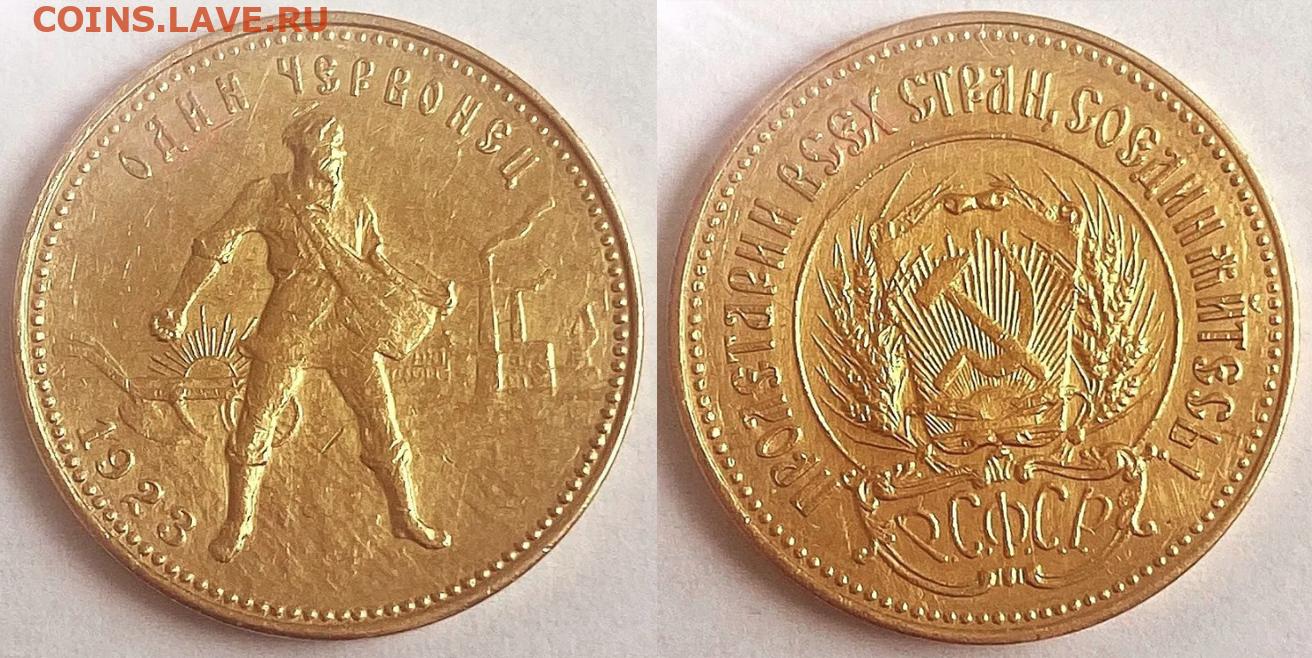 COINS.LAVE.RU
ОДИН ЧЕРВОНЕЦ
1923
ПРОЛЕТАРИИ ВСЕХ СТРАН, СОЕДИНЯЙТЕСЬ!
Р.С.Ф.С.Р.